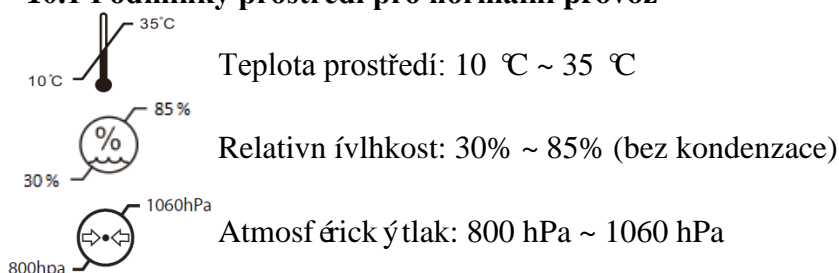 10.1 Podmínky prostředí pro normální provoz
35°C
10°C
Teplota prostředí: 10 ℃ ~ 35 ℃
85%
%
30%
Relativn ívlhkost: 30% ~ 85% (bez kondenzace)
1060hPa
800hpa
Atmosf érick ýtlak: 800 hPa ~ 1060 hPa